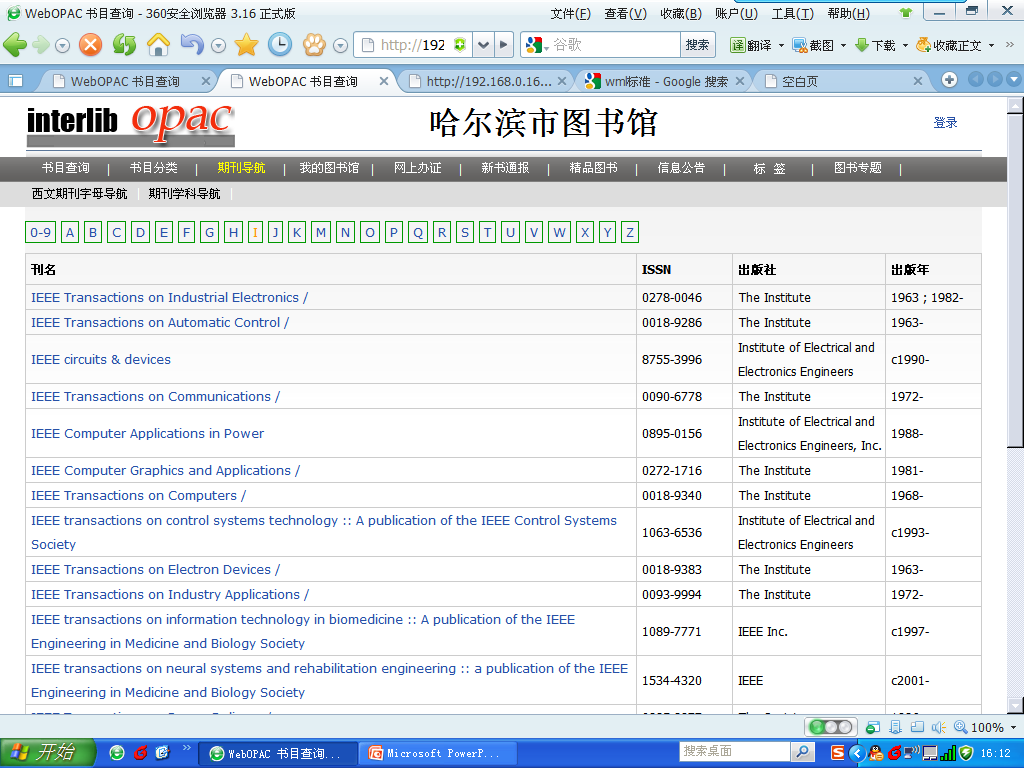 WebOPAC 书目查询 - 360安全浏览器 3.16 正式版
文件(F) 查看(V) 收藏(B) 账户(U) 工具(T) 帮助(H)
http://192 谷歌 搜索 翻译 截图 下载 收藏正文 »
WebOPAC 书目查询 WebOPAC 书目查询 http://192.168.0.16... wml标准 - Google 搜索 空白页
interlib opac 哈尔滨市图书馆 登录
书目查询 | 书目分类 | 期刊导航 | 我的图书馆 | 网上办证 | 新书通报 | 精品图书 | 信息公告 | 标 签 | 图书专题 |
西文期刊字母导航 期刊学科导航
0-9 A B C D E F G H I J K M N O P Q R S T U V W X Y Z
刊名 ISSN 出版社 出版年
IEEE Transactions on Industrial Electronics / 0278-0046 The Institute 1963 ; 1982-
IEEE Transactions on Automatic Control / 0018-9286 The Institute 1963-
IEEE circuits & devices 8755-3996 Institute of Electrical and
Electronics Engineers c1990-
IEEE Transactions on Communications / 0090-6778 The Institute 1972-
IEEE Computer Applications in Power 0895-0156 Institute of Electrical and
Electronics Engineers, Inc. 1988-
IEEE Computer Graphics and Applications / 0272-1716 The Institute 1981-
IEEE Transactions on Computers / 0018-9340 The Institute 1968-
IEEE transactions on control systems technology :: A publication of the IEEE Control Systems
Society 1063-6536 Institute of Electrical and
Electronics Engineers c1993-
IEEE Transactions on Electron Devices / 0018-9383 The Institute 1963-
IEEE Transactions on Industry Applications / 0093-9994 The Institute 1972-
IEEE transactions on information technology in biomedicine :: A publication of the IEEE
Engineering in Medicine and Biology Society 1089-7771 IEEE Inc. c1997-
IEEE transactions on neural systems and rehabilitation engineering :: a publication of the IEEE
Engineering in Medicine and Biology Society 1534-4320 IEEE c2001-
100%
开始 » WebOPAC 书目查询... Microsoft PowerP... 搜索桌面 16:12